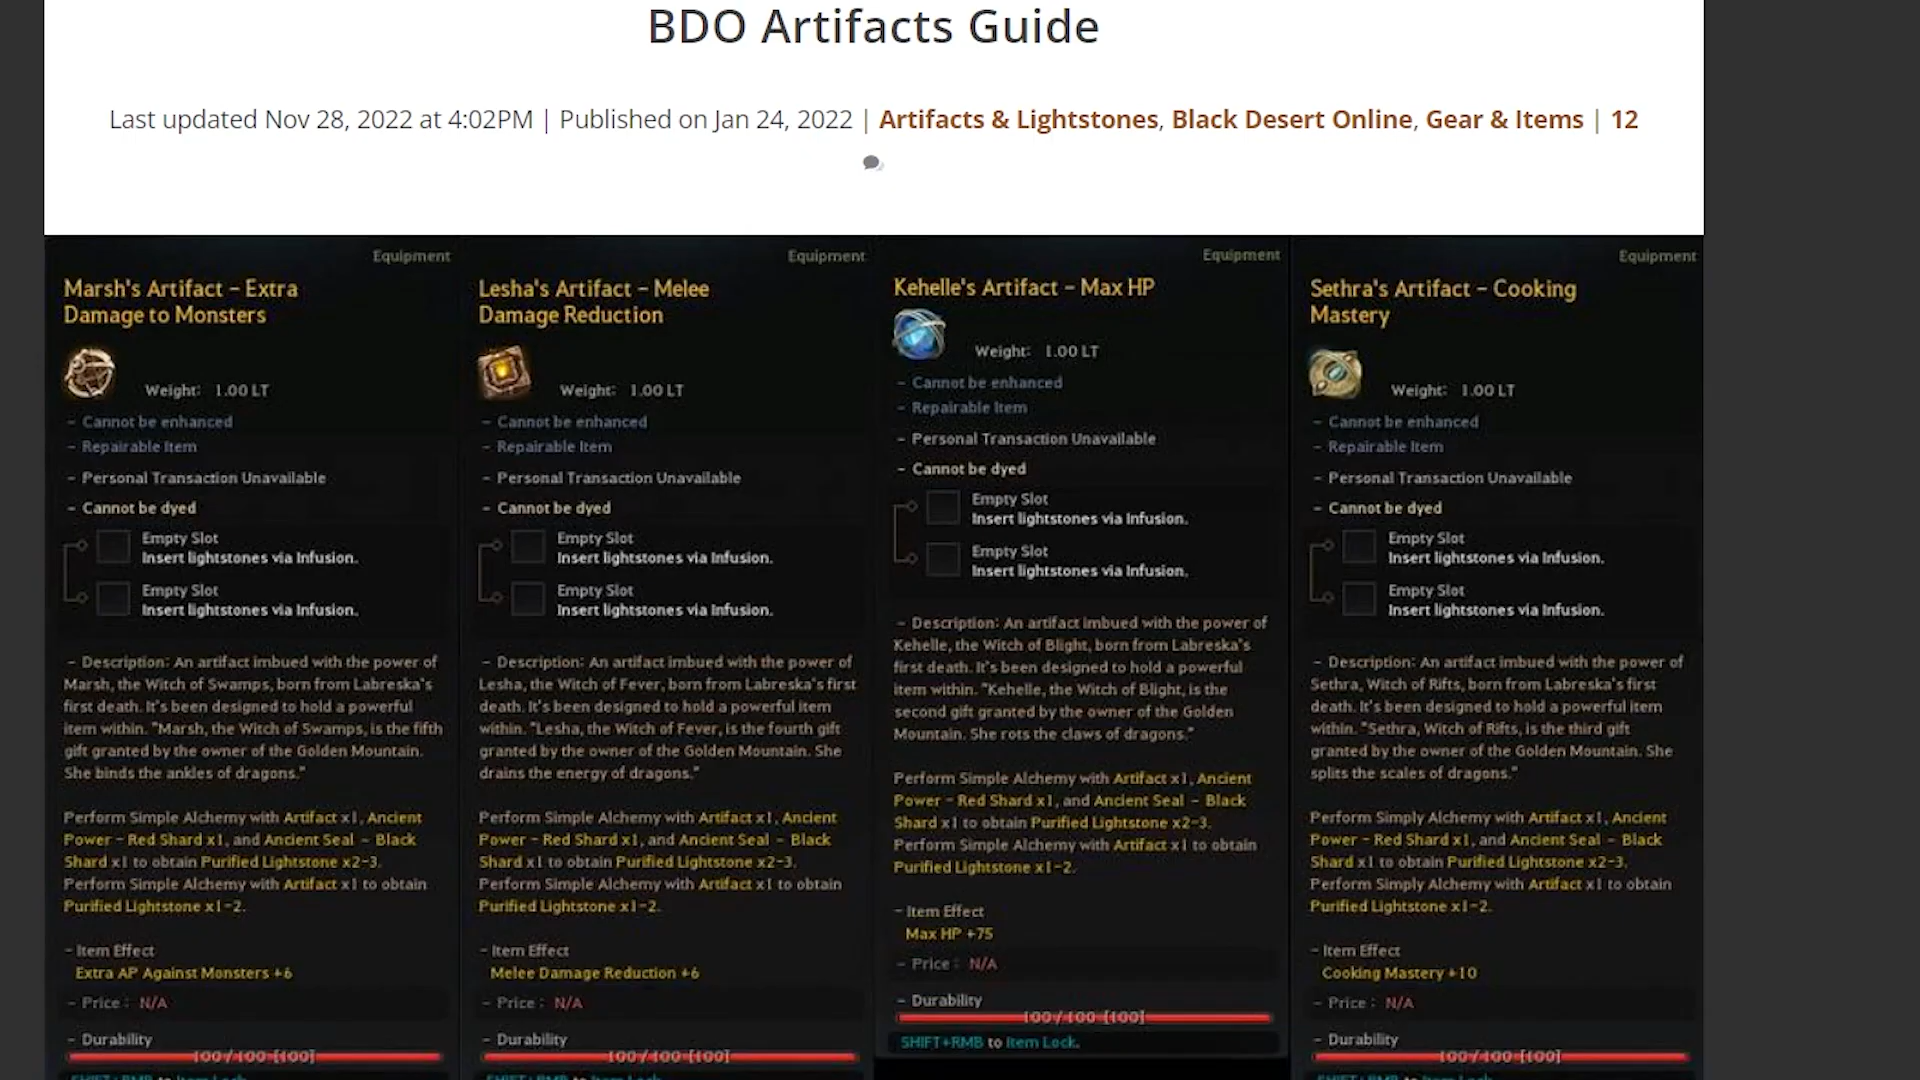 BDO Artifacts Guide
Last updated Nov 28, 2022 at 4:02PM | Published on Jan 24, 2022 | Artifacts & Lightstones, Black Desert Online, Gear & Items | 12
Equipment
Marsh's Artifact - Extra
Damage to Monsters
Weight: 1.00 LT
- Cannot be enhanced
- Repairable Item
- Personal Transaction Unavailable
- Cannot be dyed
Empty Slot
Insert lightstones via Infusion.
Empty Slot
Insert lightstones via Infusion.
- Description: An artifact imbued with the power of
Marsh, the Witch of Swamps, born from Labreska's
first death. It's been designed to hold a powerful
item within. "Marsh, the Witch of Swamps, is the fifth
gift granted by the owner of the Golden Mountain.
She binds the ankles of dragons."
Perform Simple Alchemy with Artifact x1, Ancient
Power - Red Shard x1, and Ancient Seal - Black
Shard x1 to obtain Purified Lightstone x2-3.
Perform Simple Alchemy with Artifact x1 to obtain
Purified Lightstone x1-2.
- Item Effect
Extra AP Against Monsters +6
- Price : N/A
- Durability
100 / 100 [100]
SHIFT+RMB to Item Lock.
Equipment
Lesha's Artifact - Melee
Damage Reduction
Weight: 1.00 LT
- Cannot be enhanced
- Repairable Item
- Personal Transaction Unavailable
- Cannot be dyed
Empty Slot
Insert lightstones via Infusion.
Empty Slot
Insert lightstones via Infusion.
- Description: An artifact imbued with the power of
Lesha, the Witch of Fever, born from Labreska's first
death. It's been designed to hold a powerful item
within. "Lesha, the Witch of Fever, is the fourth gift
granted by the owner of the Golden Mountain. She
drains the energy of dragons."
Perform Simple Alchemy with Artifact x1, Ancient
Power - Red Shard x1, and Ancient Seal - Black
Shard x1 to obtain Purified Lightstone x2-3.
Perform Simple Alchemy with Artifact x1 to obtain
Purified Lightstone x1-2.
- Item Effect
Melee Damage Reduction +6
- Price : N/A
- Durability
100 / 100 [100]
SHIFT+RMB to Item Lock.
Equipment
Kehelle's Artifact - Max HP
Weight: 1.00 LT
- Cannot be enhanced
- Repairable Item
- Personal Transaction Unavailable
- Cannot be dyed
Empty Slot
Insert lightstones via Infusion.
Empty Slot
Insert lightstones via Infusion.
- Description: An artifact imbued with the power of
Kehelle, the Witch of Blight, born from Labreska's
first death. It's been designed to hold a powerful
item within. "Kehelle, the Witch of Blight, is the
second gift granted by the owner of the Golden
Mountain. She rots the claws of dragons."
Perform Simple Alchemy with Artifact x1, Ancient
Power - Red Shard x1, and Ancient Seal - Black
Shard x1 to obtain Purified Lightstone x2-3.
Perform Simple Alchemy with Artifact x1 to obtain
Purified Lightstone x1-2.
- Item Effect
Max HP +75
- Price : N/A
- Durability
100 / 100 [100]
SHIFT+RMB to Item Lock.
Equipment
Sethra's Artifact - Cooking
Mastery
Weight: 1.00 LT
- Cannot be enhanced
- Repairable Item
- Personal Transaction Unavailable
- Cannot be dyed
Empty Slot
Insert lightstones via Infusion.
Empty Slot
Insert lightstones via Infusion.
- Description: An artifact imbued with the power of
Sethra, Witch of Rifts, born from Labreska's first
death. It's been designed to hold a powerful item
within. "Sethra, Witch of Rifts, is the third gift
granted by the owner of the Golden Mountain. She
splits the scales of dragons."
Perform Simply Alchemy with Artifact x1, Ancient
Power - Red Shard x1, and Ancient Seal - Black
Shard x1 to obtain Purified Lightstone x2-3.
Perform Simply Alchemy with Artifact x1 to obtain
Purified Lightstone x1-2.
- Item Effect
Cooking Mastery +10
- Price : N/A
- Durability
100 / 100 [100]
SHIFT+RMB to Item Lock.